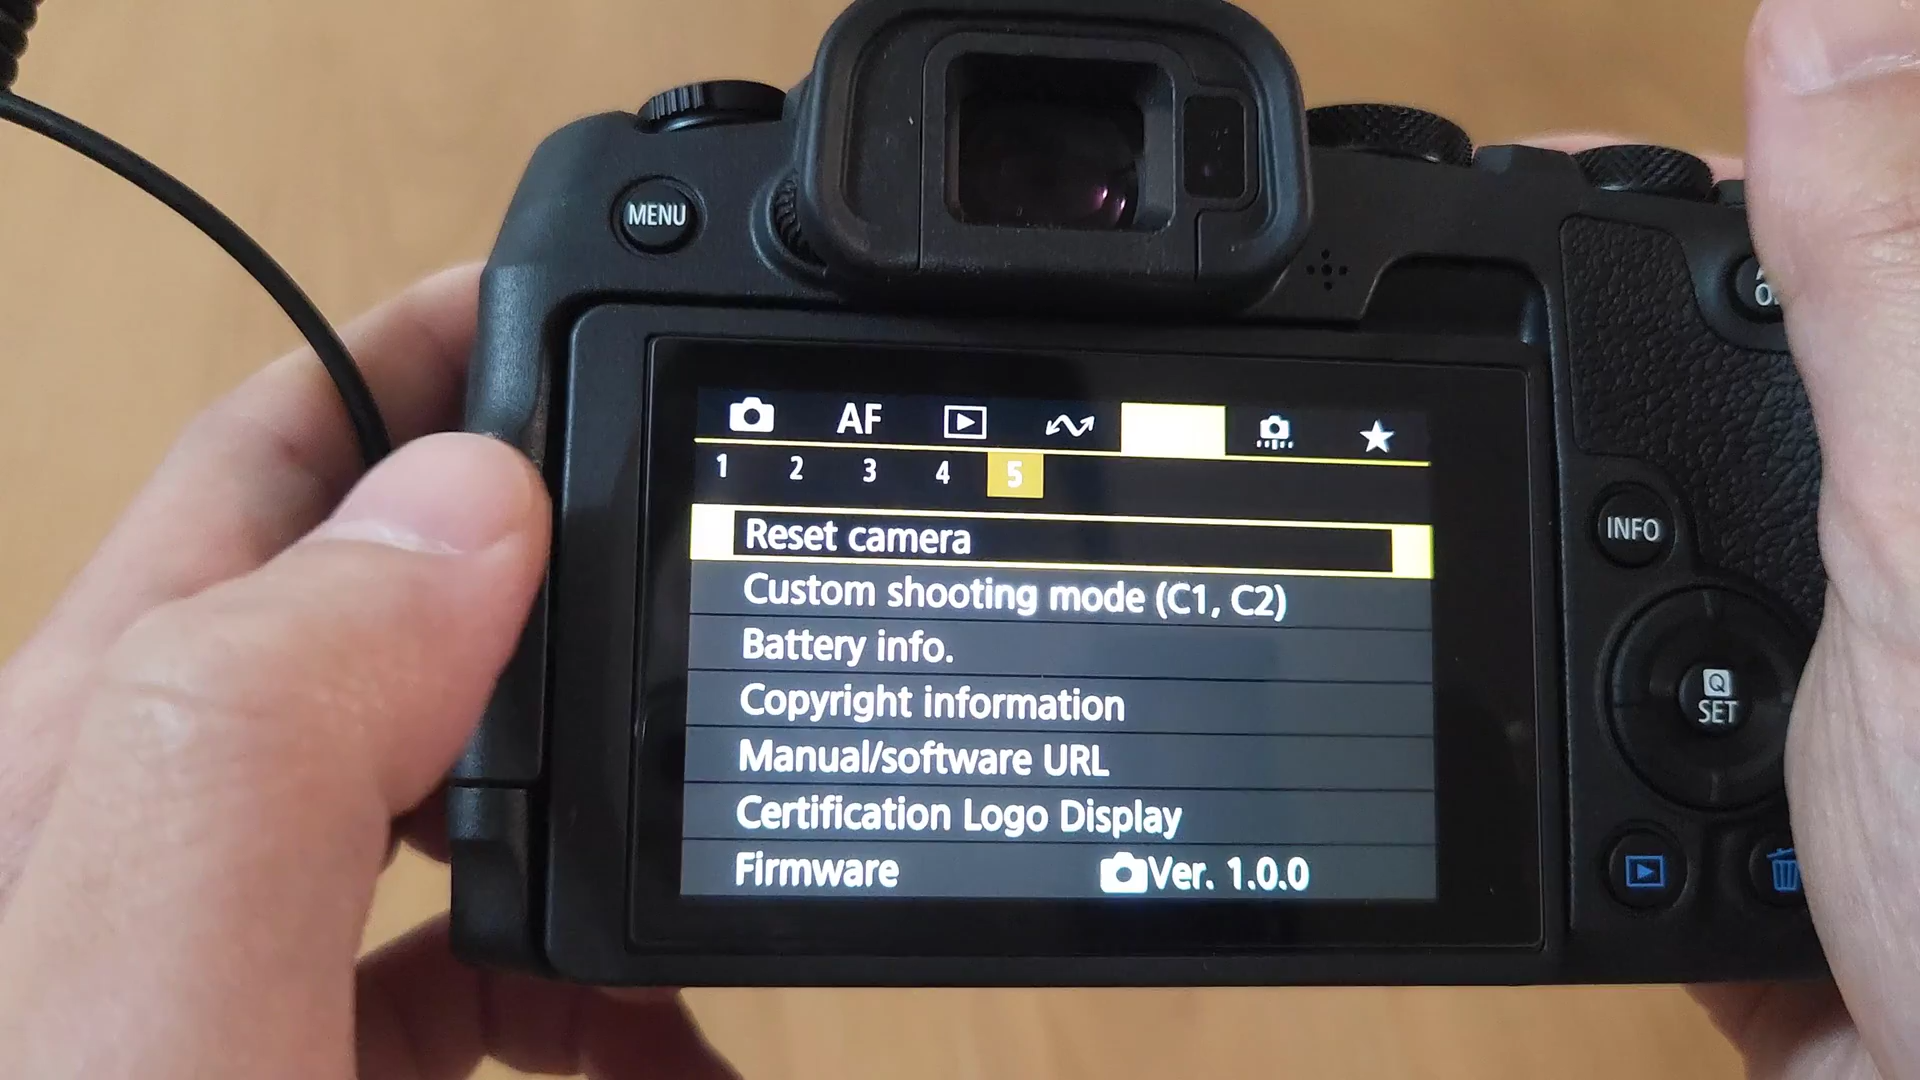 MENU
AF
1 2 3 4 5
Reset camera
Custom shooting mode (C1, C2)
Battery info.
Copyright information
Manual/software URL
Certification Logo Display
Firmware Ver. 1.0.0
INFO
Q
SET